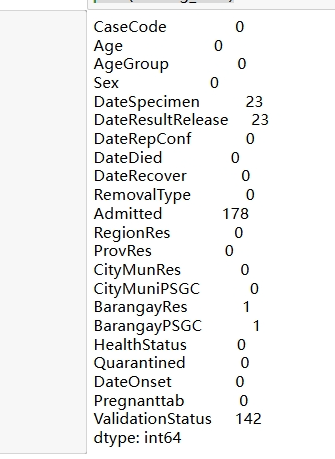 CaseCode 0
Age 0
AgeGroup 0
Sex 0
DateSpecimen 23
DateResultRelease 23
DateRepConf 0
DateDied 0
DateRecover 0
RemovalType 0
Admitted 178
RegionRes 0
ProvRes 0
CityMunRes 0
CityMuniPSGC 0
BarangayRes 1
BarangayPSGC 1
HealthStatus 0
Quarantined 0
DateOnset 0
Pregnanttab 0
ValidationStatus 142
dtype: int64